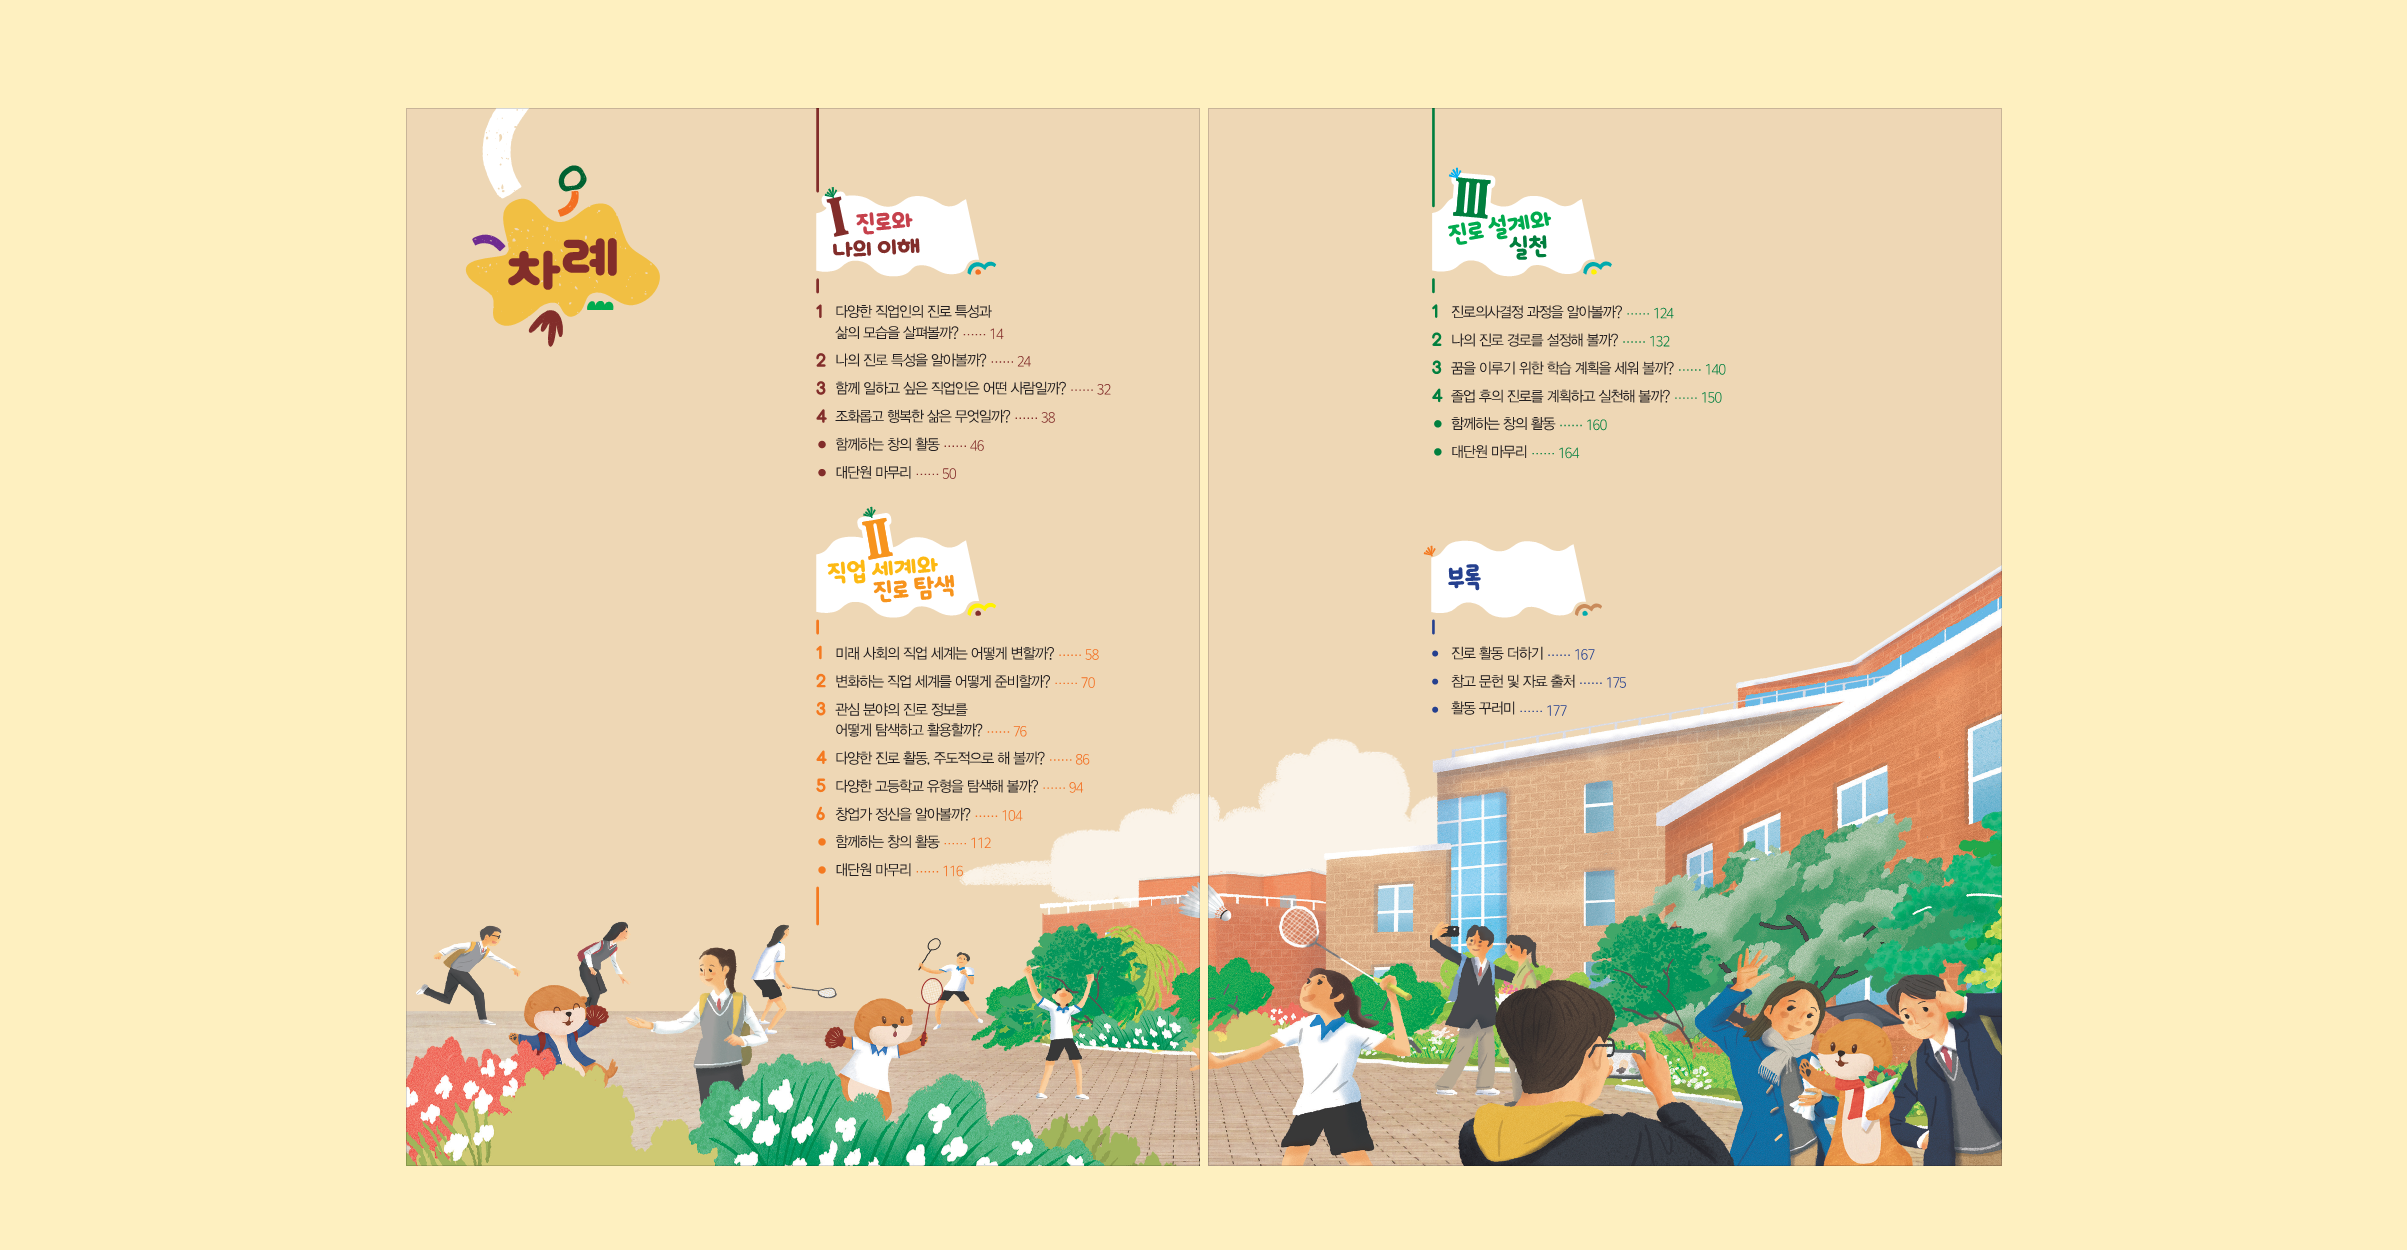 차례
I 진로와
나의 이해
1 다양한 직업인의 진로 특성과
삶의 모습을 살펴볼까? ······ 14
2 나의 진로 특성을 알아볼까? ······ 24
3 함께 일하고 싶은 직업인은 어떤 사람일까? ······ 32
4 조화롭고 행복한 삶은 무엇일까? ······ 38
• 함께하는 창의 활동 ······ 46
• 대단원 마무리 ······ 50
II
직업 세계와
진로 탐색
1 미래 사회의 직업 세계는 어떻게 변할까? ······ 58
2 변화하는 직업 세계를 어떻게 준비할까? ······ 70
3 관심 분야의 진로 정보를
어떻게 탐색하고 활용할까? ······ 76
4 다양한 진로 활동, 주도적으로 해 볼까? ······ 86
5 다양한 고등학교 유형을 탐색해 볼까? ······ 94
6 창업가 정신을 알아볼까? ······ 104
• 함께하는 창의 활동 ······ 112
• 대단원 마무리 ······ 116
III
진로 설계와
실천
1 진로의사결정 과정을 알아볼까? ······ 124
2 나의 진로 경로를 설정해 볼까? ······ 132
3 꿈을 이루기 위한 학습 계획을 세워 볼까? ······ 140
4 졸업 후의 진로를 계획하고 실천해 볼까? ······ 150
• 함께하는 창의 활동 ······ 160
• 대단원 마무리 ······ 164
부록
• 진로 활동 더하기 ······ 167
• 참고 문헌 및 자료 출처 ······ 175
• 활동 꾸러미 ······ 177